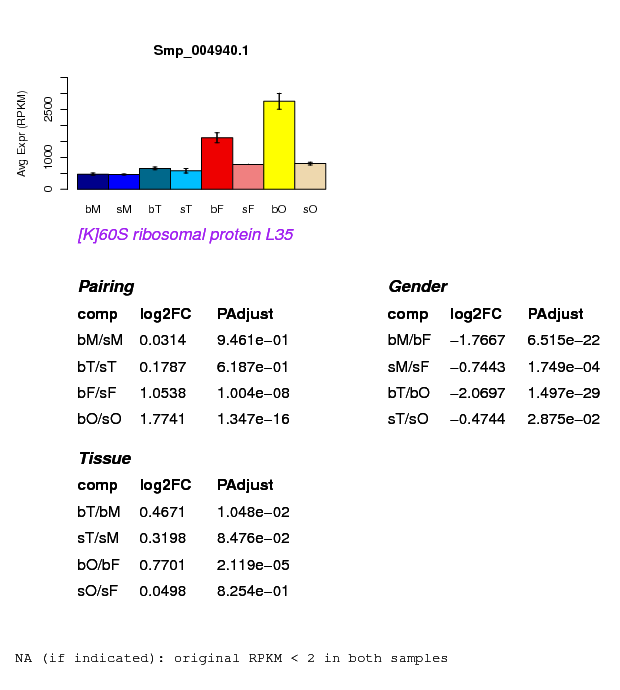 Smp_004940.1
Avg Expr (RPKM)
0 1000 2500
bM sM bT sT bF sF bO sO
[K]60S ribosomal protein L35
Pairing
comp log2FC PAdjust
bM/sM 0.0314 9.461e−01
bT/sT 0.1787 6.187e−01
bF/sF 1.0538 1.004e−08
bO/sO 1.7741 1.347e−16
Gender
comp log2FC PAdjust
bM/bF −1.7667 6.515e−22
sM/sF −0.7443 1.749e−04
bT/bO −2.0697 1.497e−29
sT/sO −0.4744 2.875e−02
Tissue
comp log2FC PAdjust
bT/bM 0.4671 1.048e−02
sT/sM 0.3198 8.476e−02
bO/bF 0.7701 2.119e−05
sO/sF 0.0498 8.254e−01
NA (if indicated): original RPKM < 2 in both samples